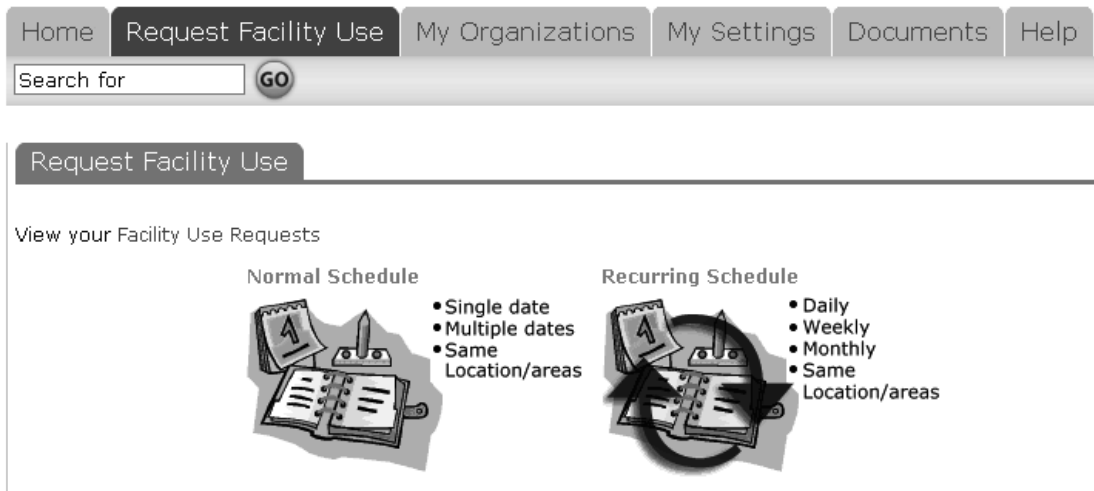 Home Request Facility Use My Organizations My Settings Documents Help
Search for GO
Request Facility Use
View your Facility Use Requests
Normal Schedule
• Single date
• Multiple dates
• Same
Location/areas
1
Recurring Schedule
• Daily
• Weekly
• Monthly
• Same
Location/areas
1